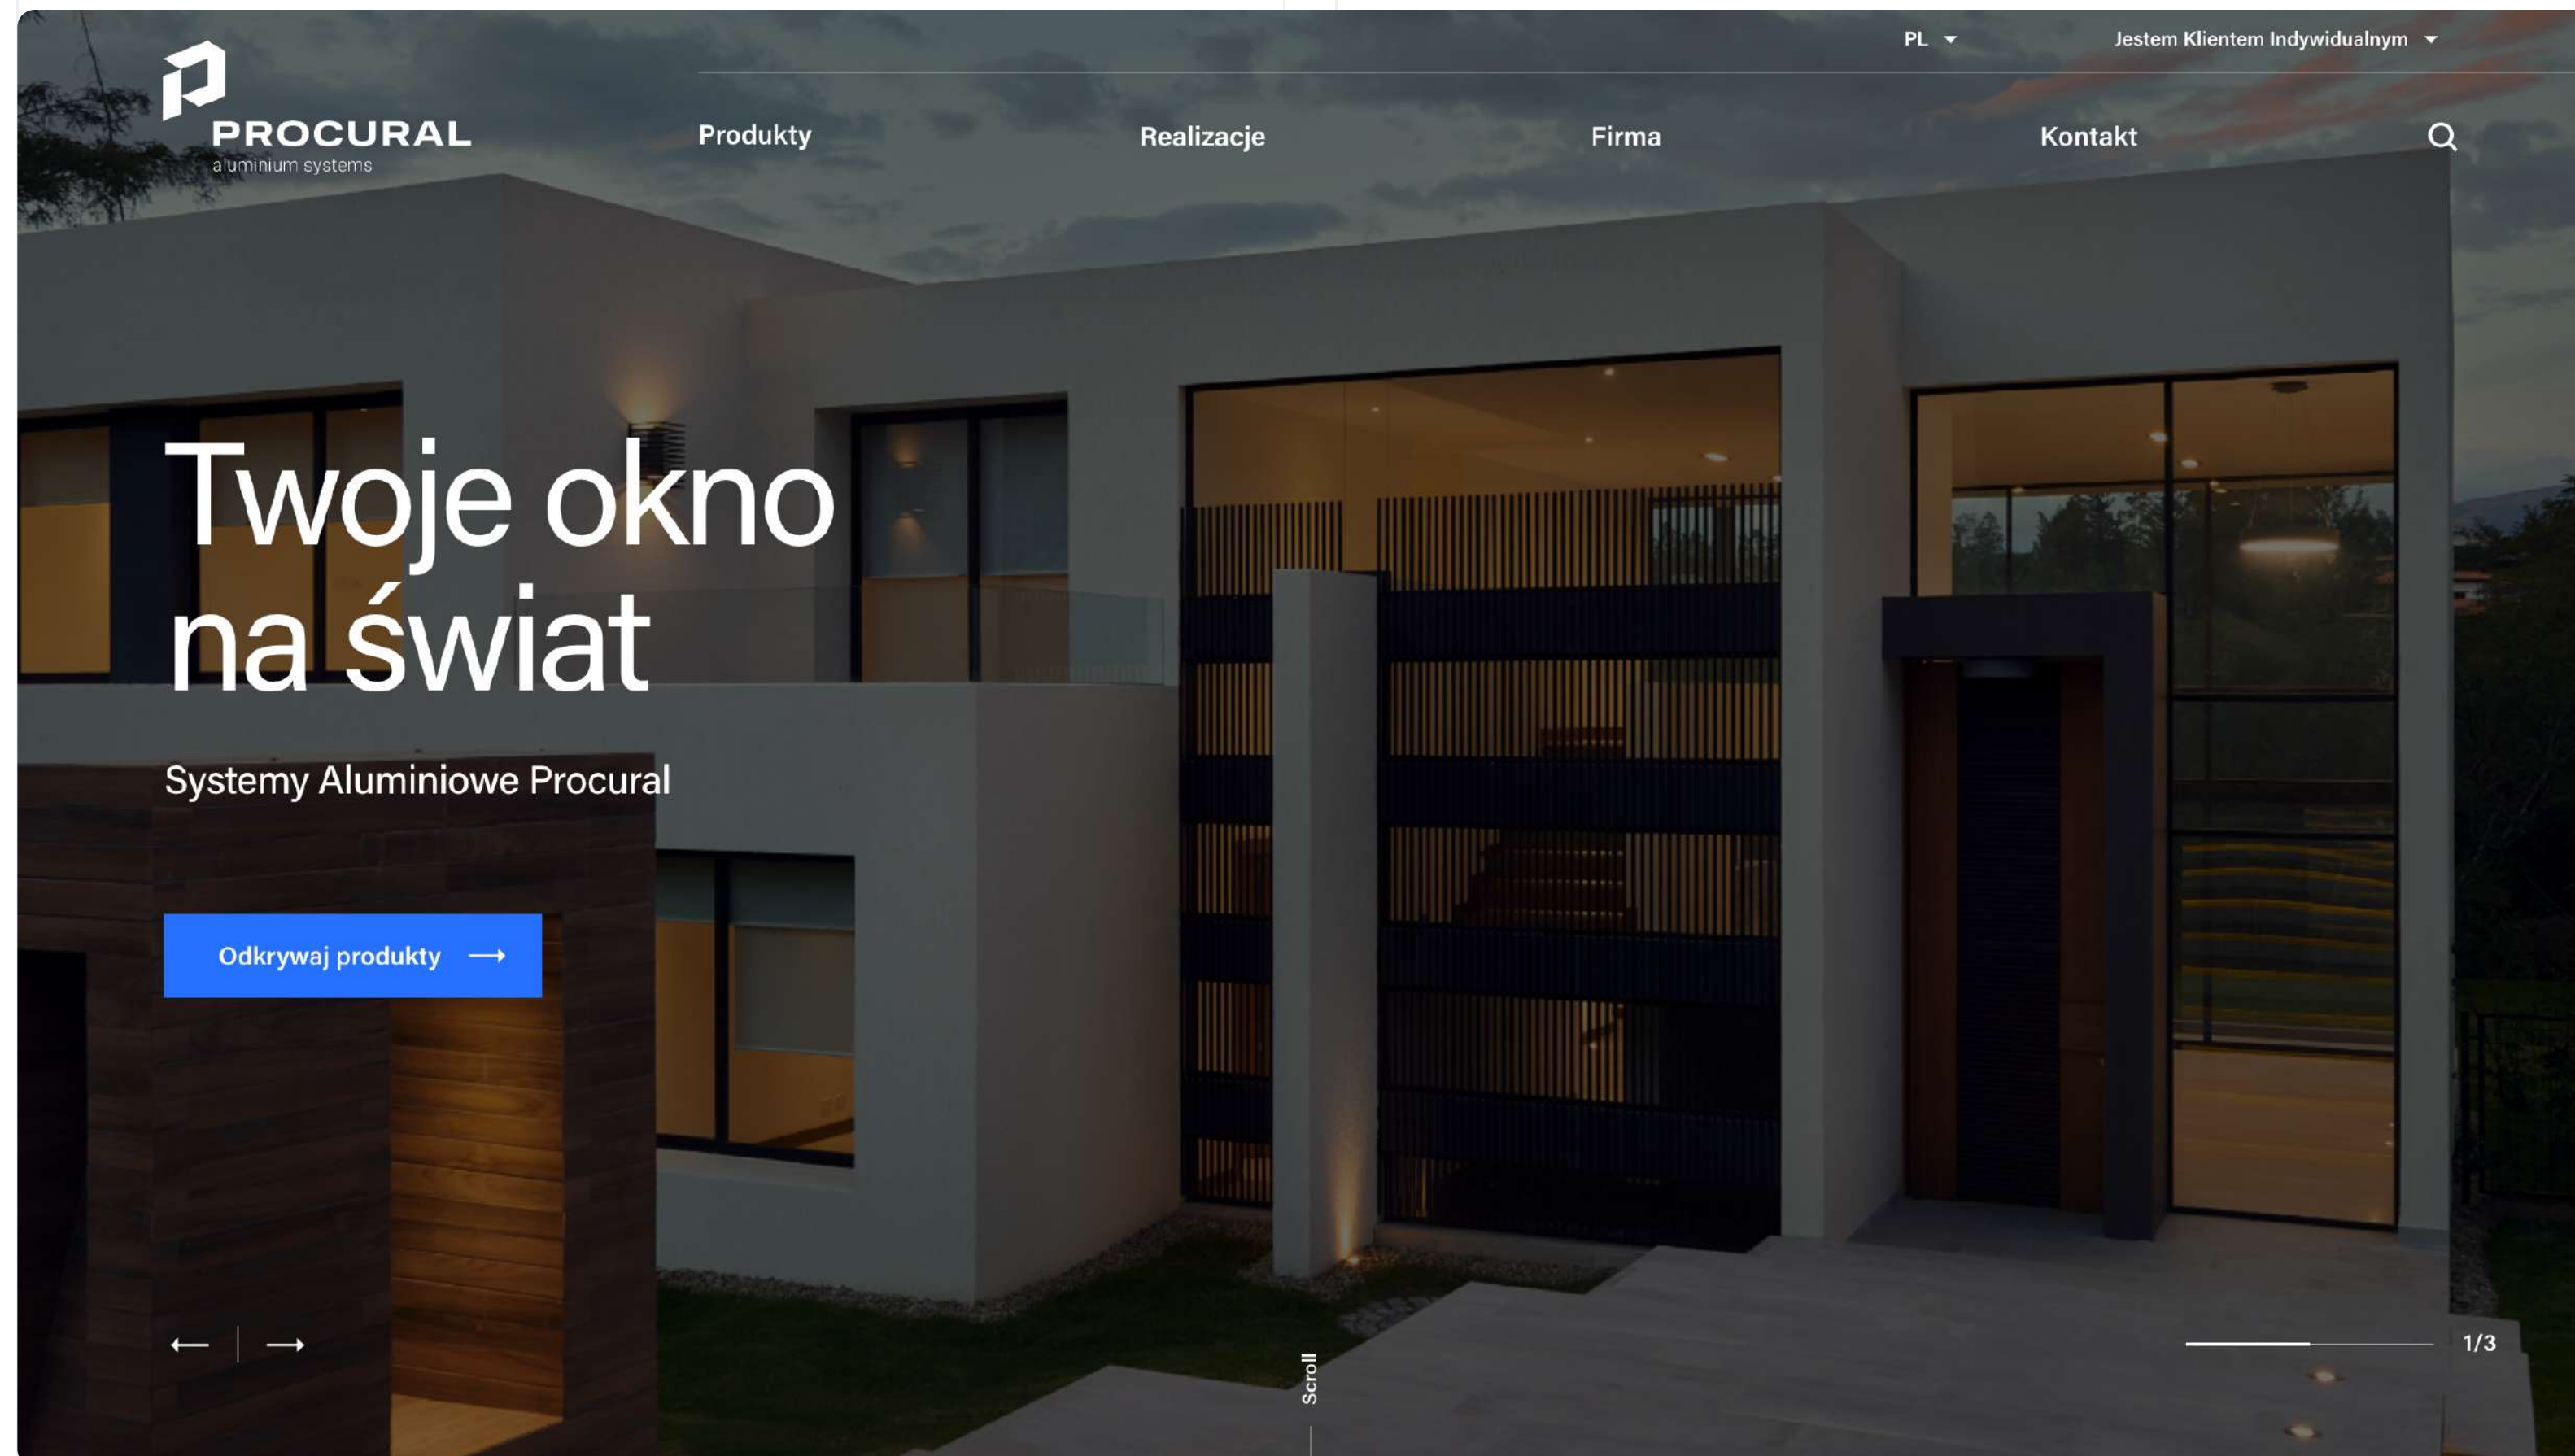 PL
Jestem Klientem Indywidualnym
PROCURAL
aluminium systems
Produkty
Realizacje
Firma
Kontakt
Twoje okno
na świat
Systemy Aluminiowe Procural
Odkrywaj produkty
Scroll
1/3